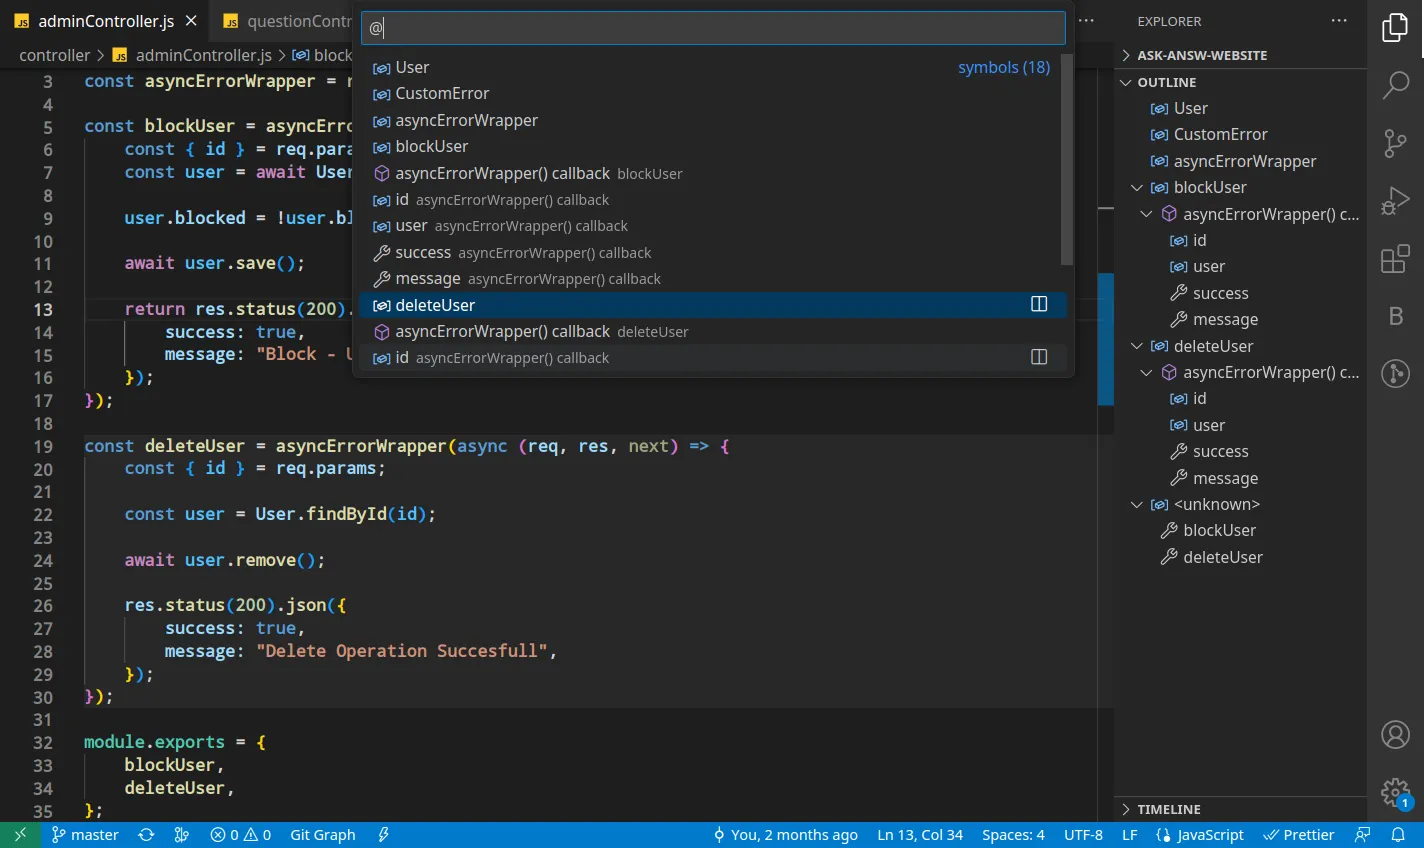 JS adminController.js
JS questionContr
@
EXPLORER
controller > JS adminController.js > block
User symbols (18)
CustomError
asyncErrorWrapper
blockUser
asyncErrorWrapper() callback blockUser
id asyncErrorWrapper() callback
user asyncErrorWrapper() callback
success asyncErrorWrapper() callback
message asyncErrorWrapper() callback
deleteUser
asyncErrorWrapper() callback deleteUser
id asyncErrorWrapper() callback
3 const asyncErrorWrapper = r
4
5 const blockUser = asyncErro
6 const { id } = req.para
7 const user = await User
8
9 user.blocked = !user.bl
10
11 await user.save();
12
13 return res.status(200).
14 success: true,
15 message: "Block - U
16 });
17 });
18
19 const deleteUser = asyncErrorWrapper(async (req, res, next) => {
20 const { id } = req.params;
21
22 const user = User.findById(id);
23
24 await user.remove();
25
26 res.status(200).json({
27 success: true,
28 message: "Delete Operation Succesfull",
29 });
30 });
31
32 module.exports = {
33 blockUser,
34 deleteUser,
35 };
ASK-ANSW-WEBSITE
OUTLINE
User
CustomError
asyncErrorWrapper
blockUser
asyncErrorWrapper() c...
id
user
success
message
deleteUser
asyncErrorWrapper() c...
id
user
success
message
<unknown>
blockUser
deleteUser
TIMELINE
B
1
master 0 0 Git Graph You, 2 months ago Ln 13, Col 34 Spaces: 4 UTF-8 LF {} JavaScript Prettier